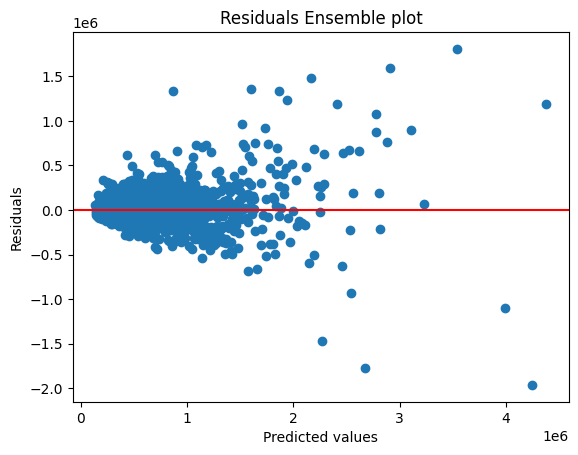 Residuals Ensemble plot
1e6
1.5
1.0
0.5
0.0
−0.5
−1.0
−1.5
−2.0
Residuals
0 1 2 3 4
1e6
Predicted values